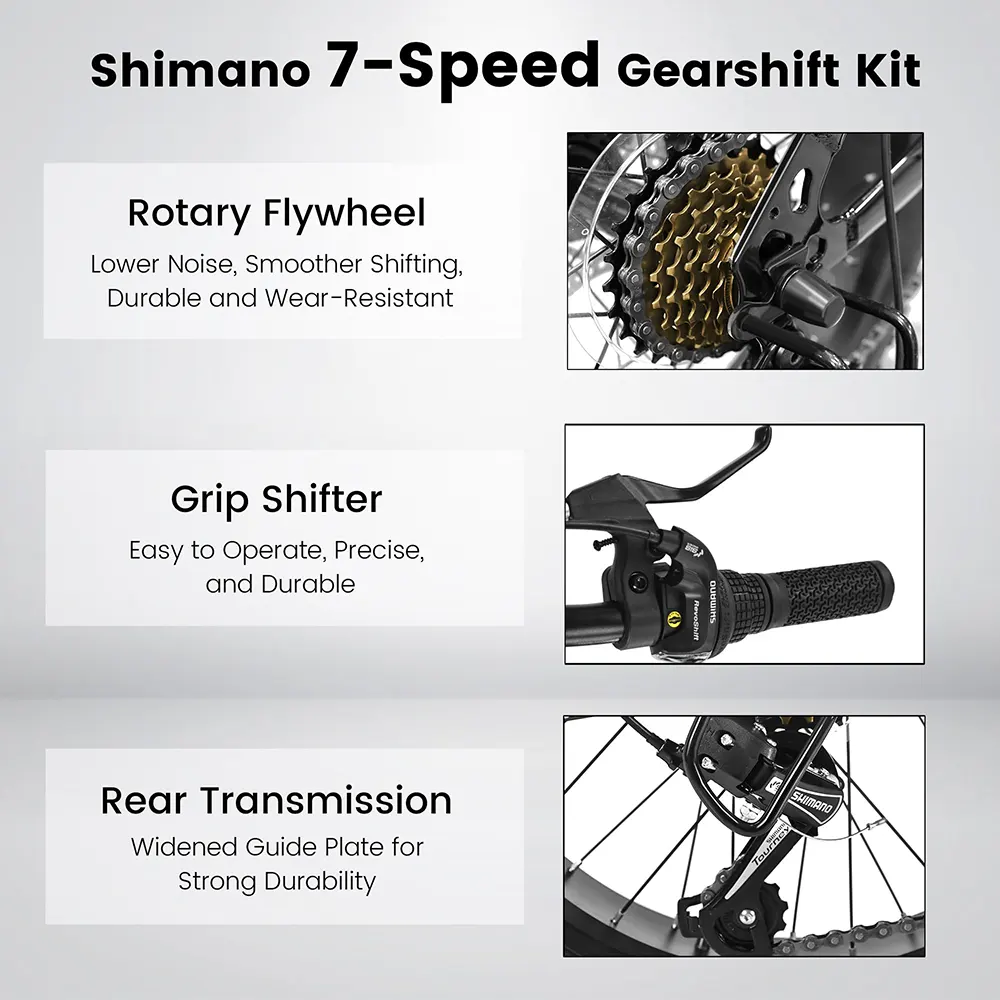 Shimano 7-Speed Gearshift Kit
Rotary Flywheel
Lower Noise, Smoother Shifting,
Durable and Wear-Resistant
Grip Shifter
Easy to Operate, Precise,
and Durable
SHIMANO
RevoShift
Rear Transmission
Widened Guide Plate for
Strong Durability
SHIMANO
SHIMANO
Tourney